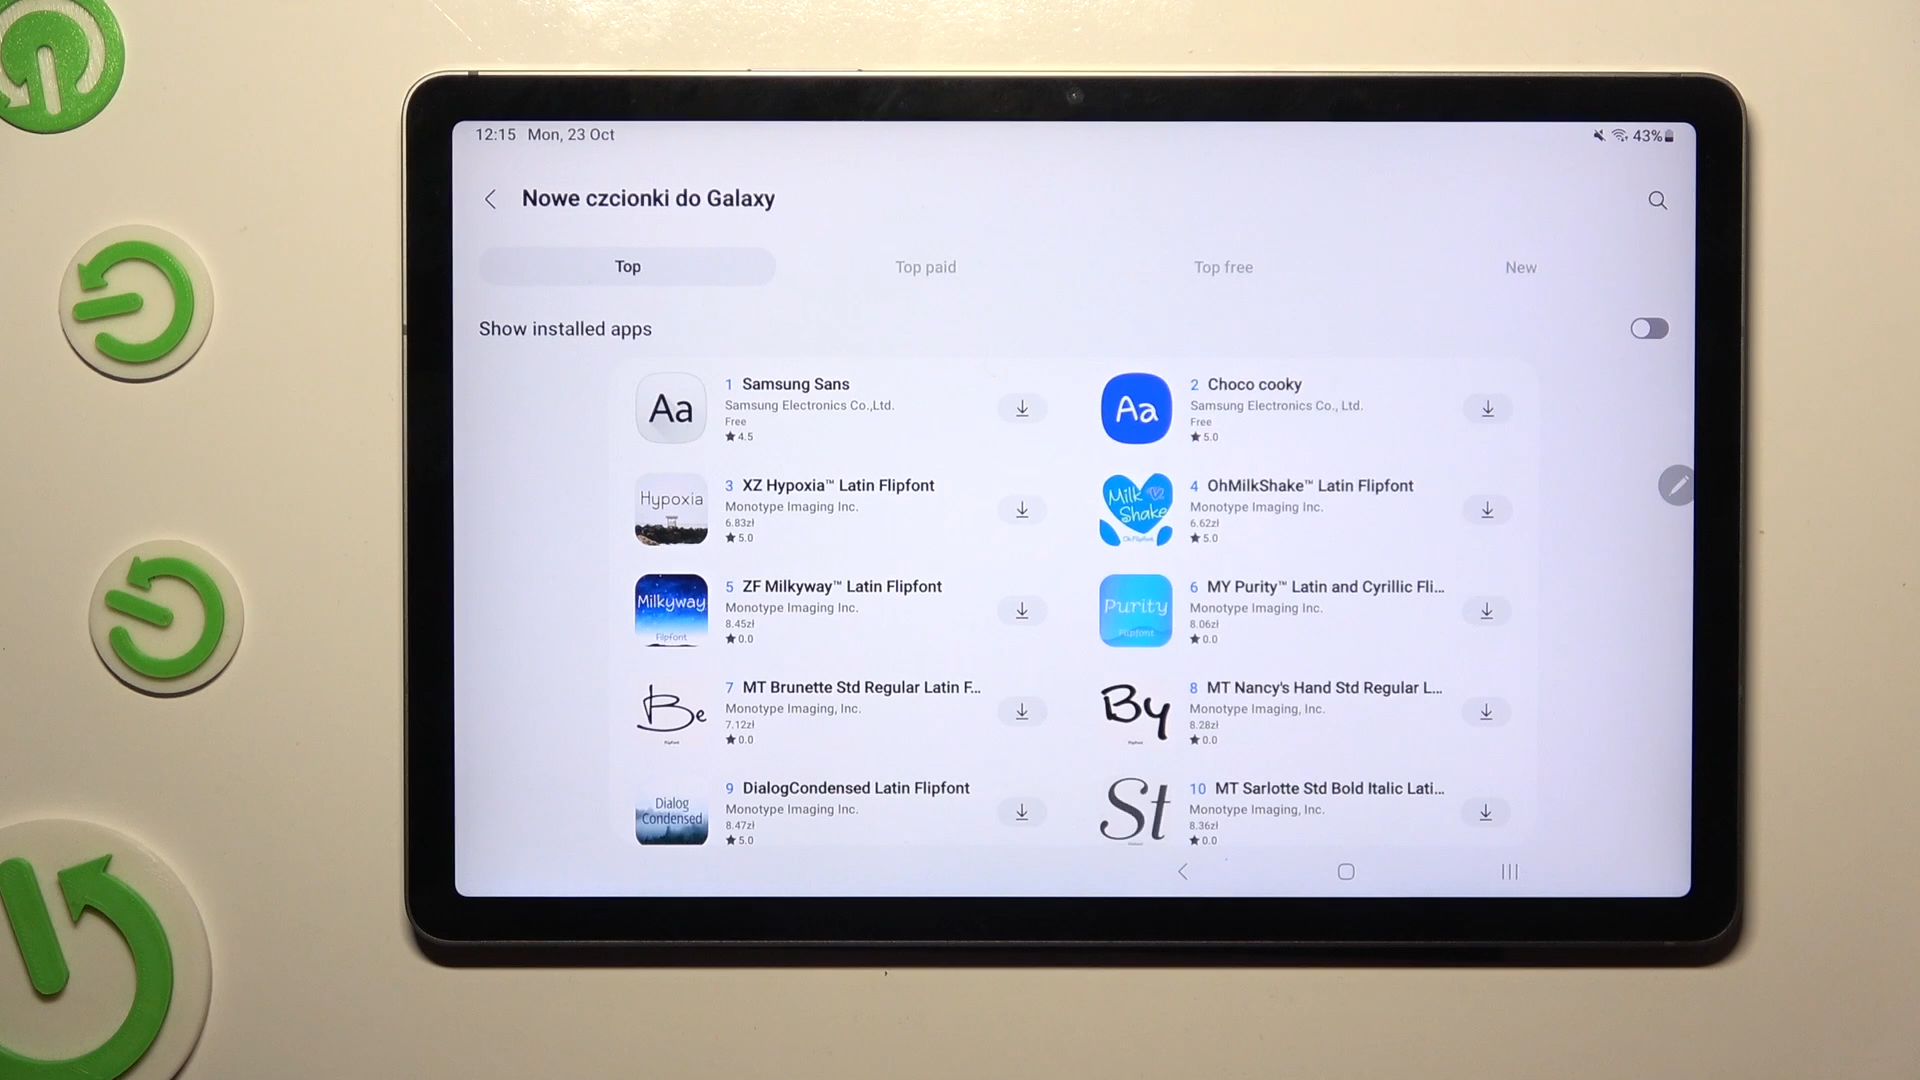 12:15 Mon, 23 Oct
43%
Nowe czcionki do Galaxy
Top
Top paid
Top free
New
Show installed apps
Aa
1 Samsung Sans
Samsung Electronics Co.,Ltd.
Free
★ 4.5
Aa
2 Choco cooky
Samsung Electronics Co., Ltd.
Free
★ 5.0
Hypoxia
3 XZ Hypoxia™ Latin Flipfont
Monotype Imaging Inc.
6.83zł
★ 5.0
Milk
Shake
Oh Flipfont
4 OhMilkShake™ Latin Flipfont
Monotype Imaging Inc.
6.62zł
★ 5.0
Milkyway
Flipfont
5 ZF Milkyway™ Latin Flipfont
Monotype Imaging Inc.
8.45zł
★ 0.0
Purity
Flipfont
6 MY Purity™ Latin and Cyrillic Fli...
Monotype Imaging Inc.
8.06zł
★ 0.0
Be
Flipfont
7 MT Brunette Std Regular Latin F...
Monotype Imaging, Inc.
7.12zł
★ 0.0
By
Flipfont
8 MT Nancy's Hand Std Regular L...
Monotype Imaging, Inc.
8.28zł
★ 0.0
Dialog
Condensed
9 DialogCondensed Latin Flipfont
Monotype Imaging Inc.
8.47zł
★ 5.0
St
10 MT Sarlotte Std Bold Italic Lati...
Monotype Imaging, Inc.
8.36zł
★ 0.0